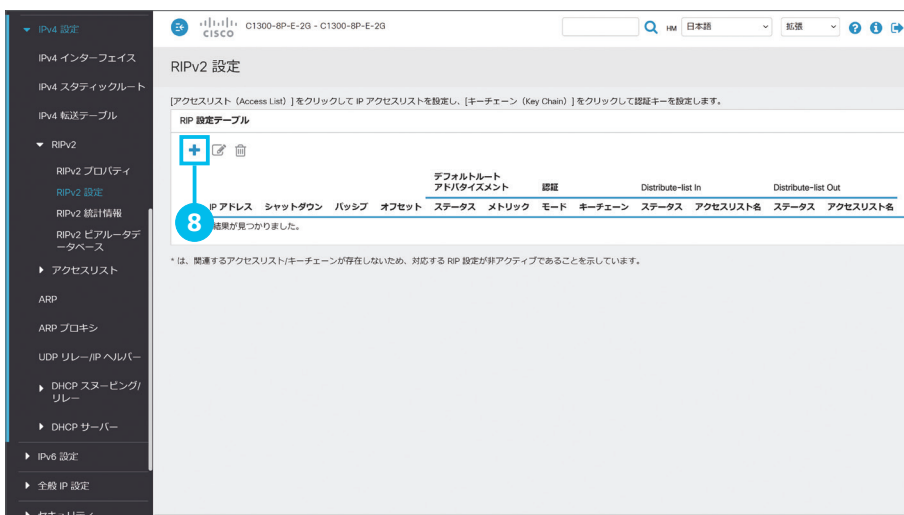 IPv4 設定
IPv4 インターフェイス
IPv4 スタティックルート
IPv4 転送テーブル
RIPv2
RIPv2 プロパティ
RIPv2 設定
RIPv2 統計情報
RIPv2 ピアルータデ
ータベース
アクセスリスト
ARP
ARP プロキシ
UDP リレー/IP ヘルパー
DHCP スヌーピング/
リレー
DHCP サーバー
IPv6 設定
全般 IP 設定
セキュリティ
CISCO
C1300-8P-E-2G - C1300-8P-E-2G
HM
日本語
拡張
RIPv2 設定
[アクセスリスト（Access List）] をクリックして IP アクセスリストを設定し、[キーチェーン（Key Chain）] をクリックして認証キーを設定します。
RIP 設定テーブル
デフォルトルート
アドバタイズメント 認証 Distribute-list In Distribute-list Out
IP アドレス シャットダウン パッシブ オフセット ステータス メトリック モード キーチェーン ステータス アクセスリスト名 ステータス アクセスリスト名
8
結果が見つかりました。
* は、関連するアクセスリスト/キーチェーンが存在しないため、対応する RIP 設定が非アクティブであることを示しています。